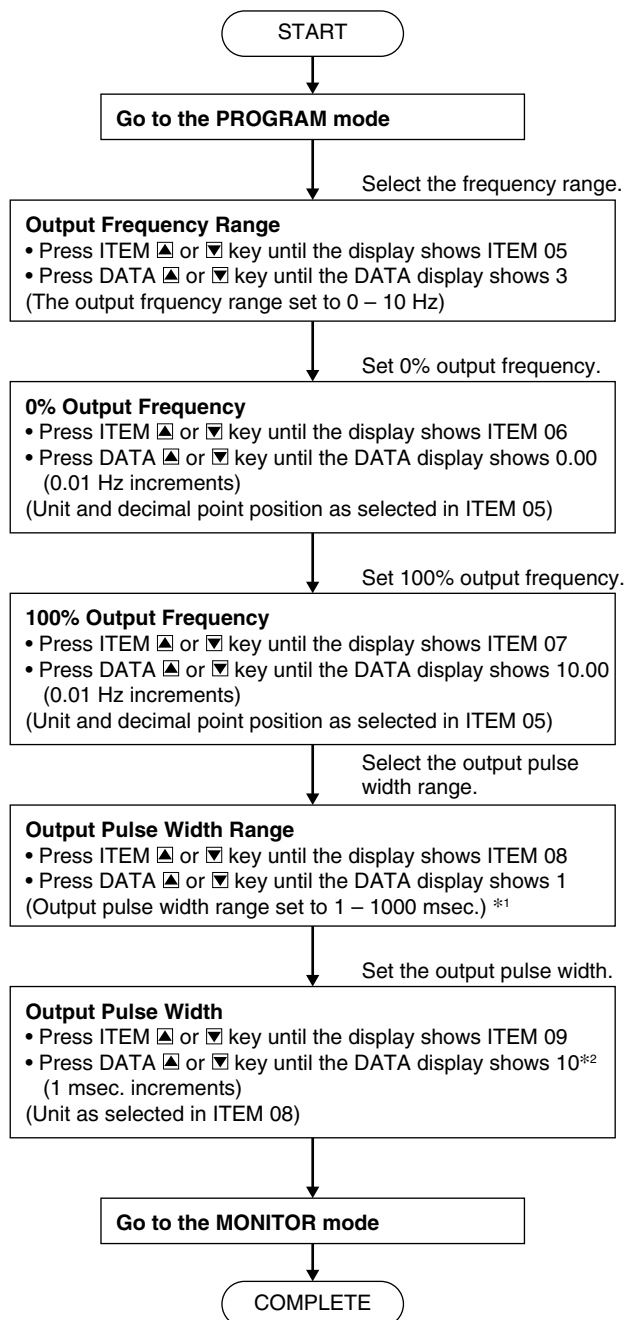 START
Go to the PROGRAM mode
Select the frequency range.
Output Frequency Range
• Press ITEM ▲ or ▼ key until the display shows ITEM 05
• Press DATA ▲ or ▼ key until the DATA display shows 3
(The output frquency range set to 0 – 10 Hz)
Set 0% output frequency.
0% Output Frequency
• Press ITEM ▲ or ▼ key until the display shows ITEM 06
• Press DATA ▲ or ▼ key until the DATA display shows 0.00
(0.01 Hz increments)
(Unit and decimal point position as selected in ITEM 05)
Set 100% output frequency.
100% Output Frequency
• Press ITEM ▲ or ▼ key until the display shows ITEM 07
• Press DATA ▲ or ▼ key until the DATA display shows 10.00
(0.01 Hz increments)
(Unit and decimal point position as selected in ITEM 05)
Select the output pulse
width range.
Output Pulse Width Range
• Press ITEM ▲ or ▼ key until the display shows ITEM 08
• Press DATA ▲ or ▼ key until the DATA display shows 1
(Output pulse width range set to 1 – 1000 msec.) *1
Set the output pulse width.
Output Pulse Width
• Press ITEM ▲ or ▼ key until the display shows ITEM 09
• Press DATA ▲ or ▼ key until the DATA display shows 10*2
(1 msec. increments)
(Unit as selected in ITEM 08)
Go to the MONITOR mode
COMPLETE